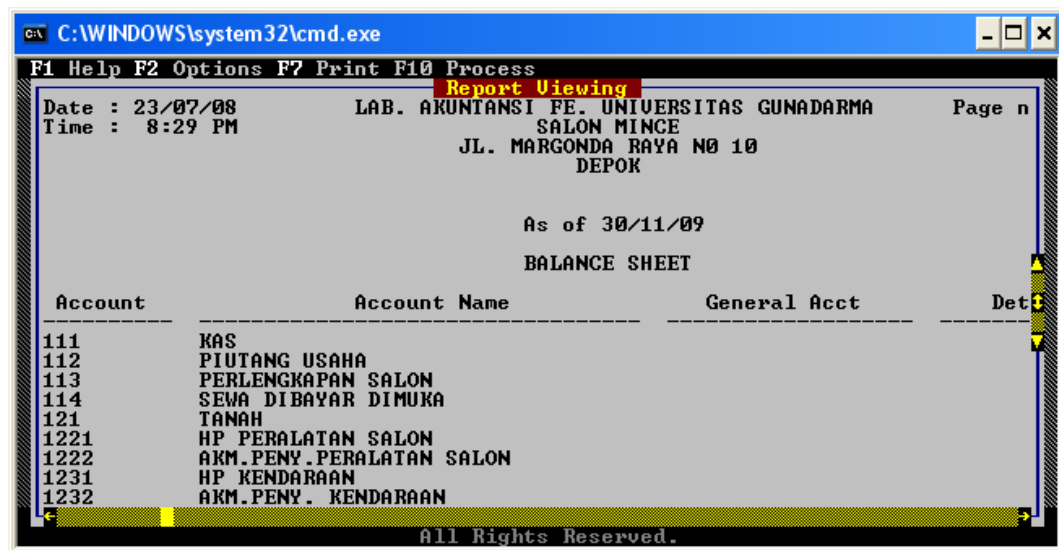 C:\WINDOWS\system32\cmd.exe
F1 Help F2 Options F7 Print F10 Process
Report Viewing
Date : 23/07/08 LAB. AKUNTANSI FE. UNIVERSITAS GUNADARMA Page n
Time : 8:29 PM SALON MINCE
JL. MARGONDA RAYA N0 10
DEPOK
As of 30/11/09
BALANCE SHEET
Account Account Name General Acct Det
111 KAS
112 PIUTANG USAHA
113 PERLENGKAPAN SALON
114 SEWA DIBAYAR DIMUKA
121 TANAH
1221 HP PERALATAN SALON
1222 AKM.PENY.PERALATAN SALON
1231 HP KENDARAAN
1232 AKM.PENY. KENDARAAN
All Rights Reserved.